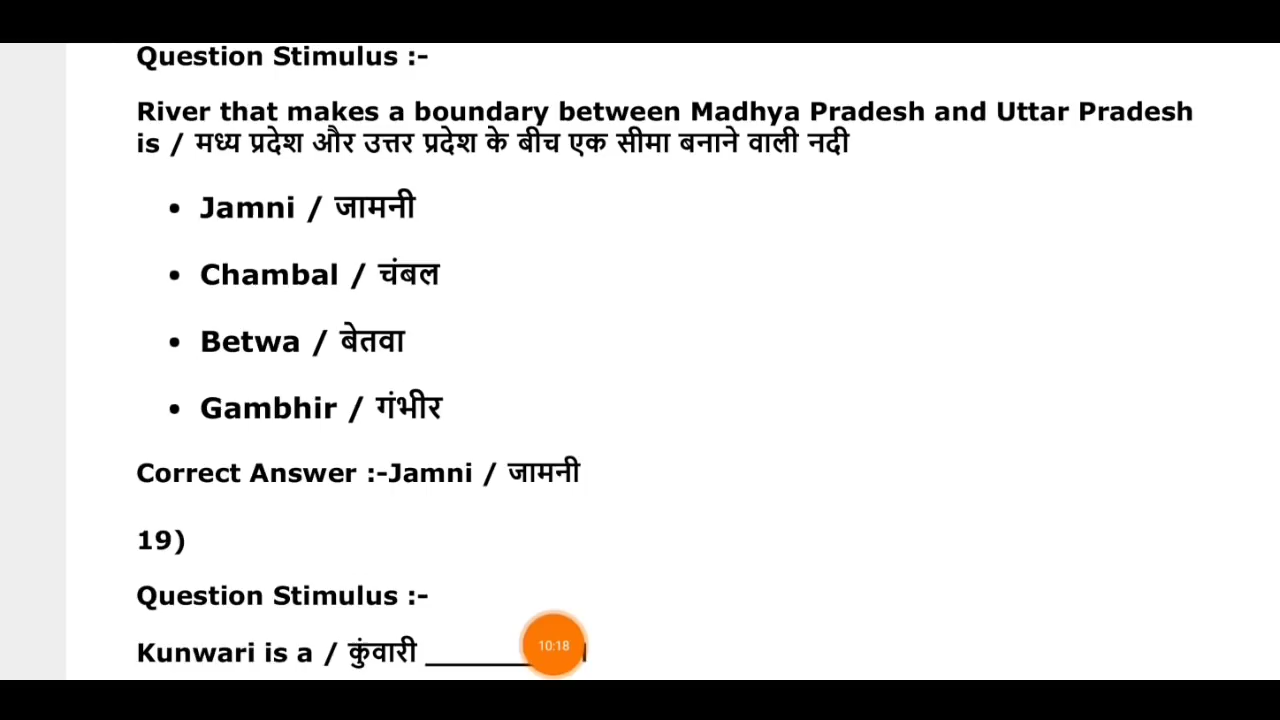 Question Stimulus :-
River that makes a boundary between Madhya Pradesh and Uttar Pradesh
is / मध्य प्रदेश और उत्तर प्रदेश के बीच एक सीमा बनाने वाली नदी
• Jamni / जामनी
• Chambal / चंबल
• Betwa / बेतवा
• Gambhir / गंभीर
Correct Answer :-Jamni / जामनी
19)
Question Stimulus :-
Kunwari is a / कुंवारी ________
10:18